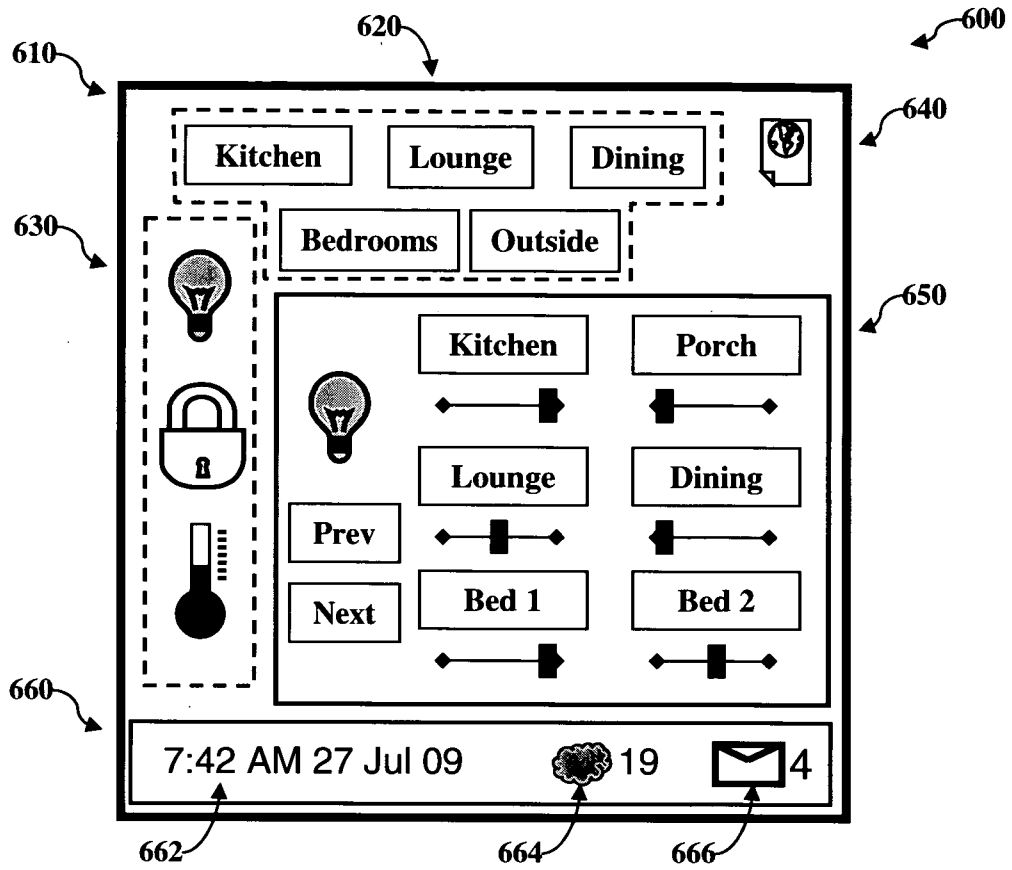 600
620
610
640
Kitchen Lounge Dining
630
Bedrooms Outside
650
Kitchen Porch
Lounge Dining
Prev
Bed 1 Bed 2
Next
660
7:42 AM 27 Jul 09 19 4
662 664 666